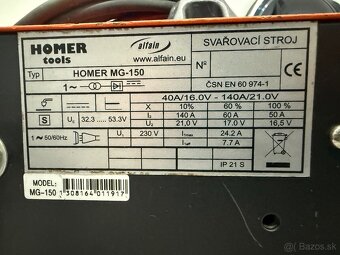 HOMER
tools
alfain
www.alfain.eu
SVAŘOVACÍ STROJ
Typ HOMER MG-150
N°
1~
ČSN EN 60 974-1
40A/16.0V - 140A/21.0V
X 10% 60% 100%
S U₀ 32.3 .... 53.3V I₂ 140 A 60 A 50 A
U₂ 21,0 V 17.0 V 16,5 V
1~50/60Hz U₁ 230 V I₁max 24.2 A
I₁eff 7.7 A
IP 21 S
MODEL:
MG-150
1308164 011917
Bazos.sk